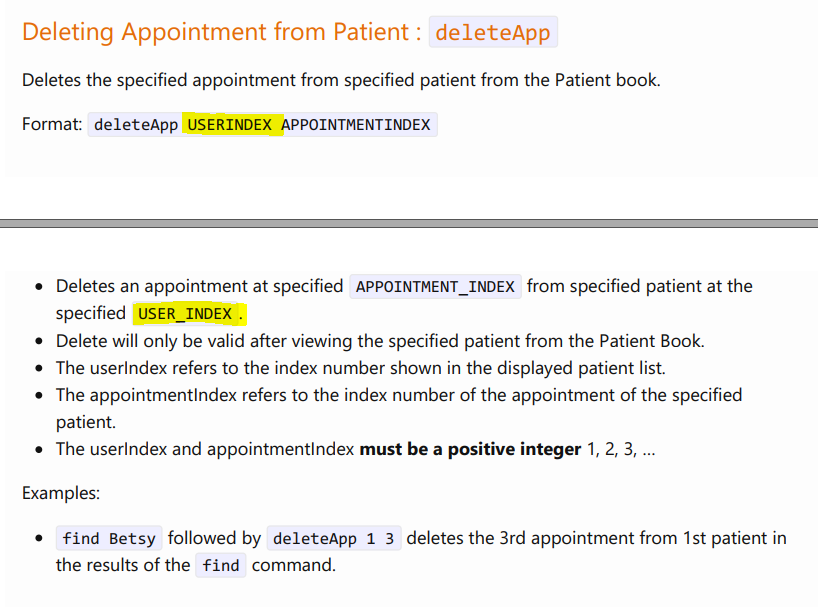 Deleting Appointment from Patient : deleteApp
Deletes the specified appointment from specified patient from the Patient book.
Format: deleteApp USERINDEX APPOINTMENTINDEX
• Deletes an appointment at specified APPOINTMENT_INDEX from specified patient at the
specified USER_INDEX .
• Delete will only be valid after viewing the specified patient from the Patient Book.
• The userIndex refers to the index number shown in the displayed patient list.
• The appointmentIndex refers to the index number of the appointment of the specified
patient.
• The userIndex and appointmentIndex must be a positive integer 1, 2, 3, …
Examples:
• find Betsy followed by deleteApp 1 3 deletes the 3rd appointment from 1st patient in
the results of the find command.